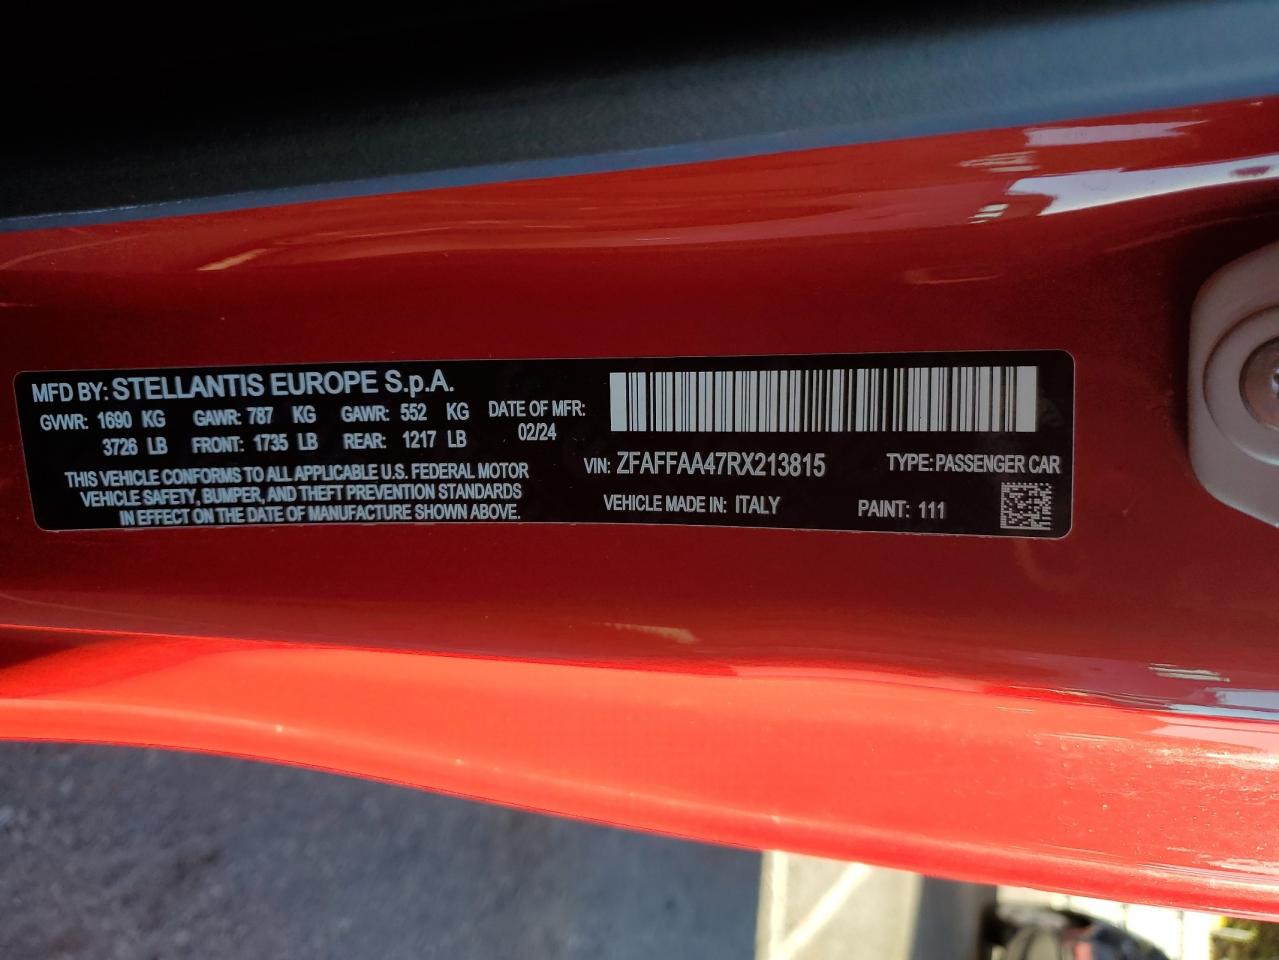 MFD BY: STELLANTIS EUROPE S.p.A.
GVWR: 1690 KG GAWR: 787 KG GAWR: 552 KG
3726 LB FRONT: 1735 LB REAR: 1217 LB
DATE OF MFR:
02/24
THIS VEHICLE CONFORMS TO ALL APPLICABLE U.S. FEDERAL MOTOR
VEHICLE SAFETY, BUMPER, AND THEFT PREVENTION STANDARDS
IN EFFECT ON THE DATE OF MANUFACTURE SHOWN ABOVE.
VIN: ZFAFFAA47RX213815 TYPE: PASSENGER CAR
VEHICLE MADE IN: ITALY PAINT: 111